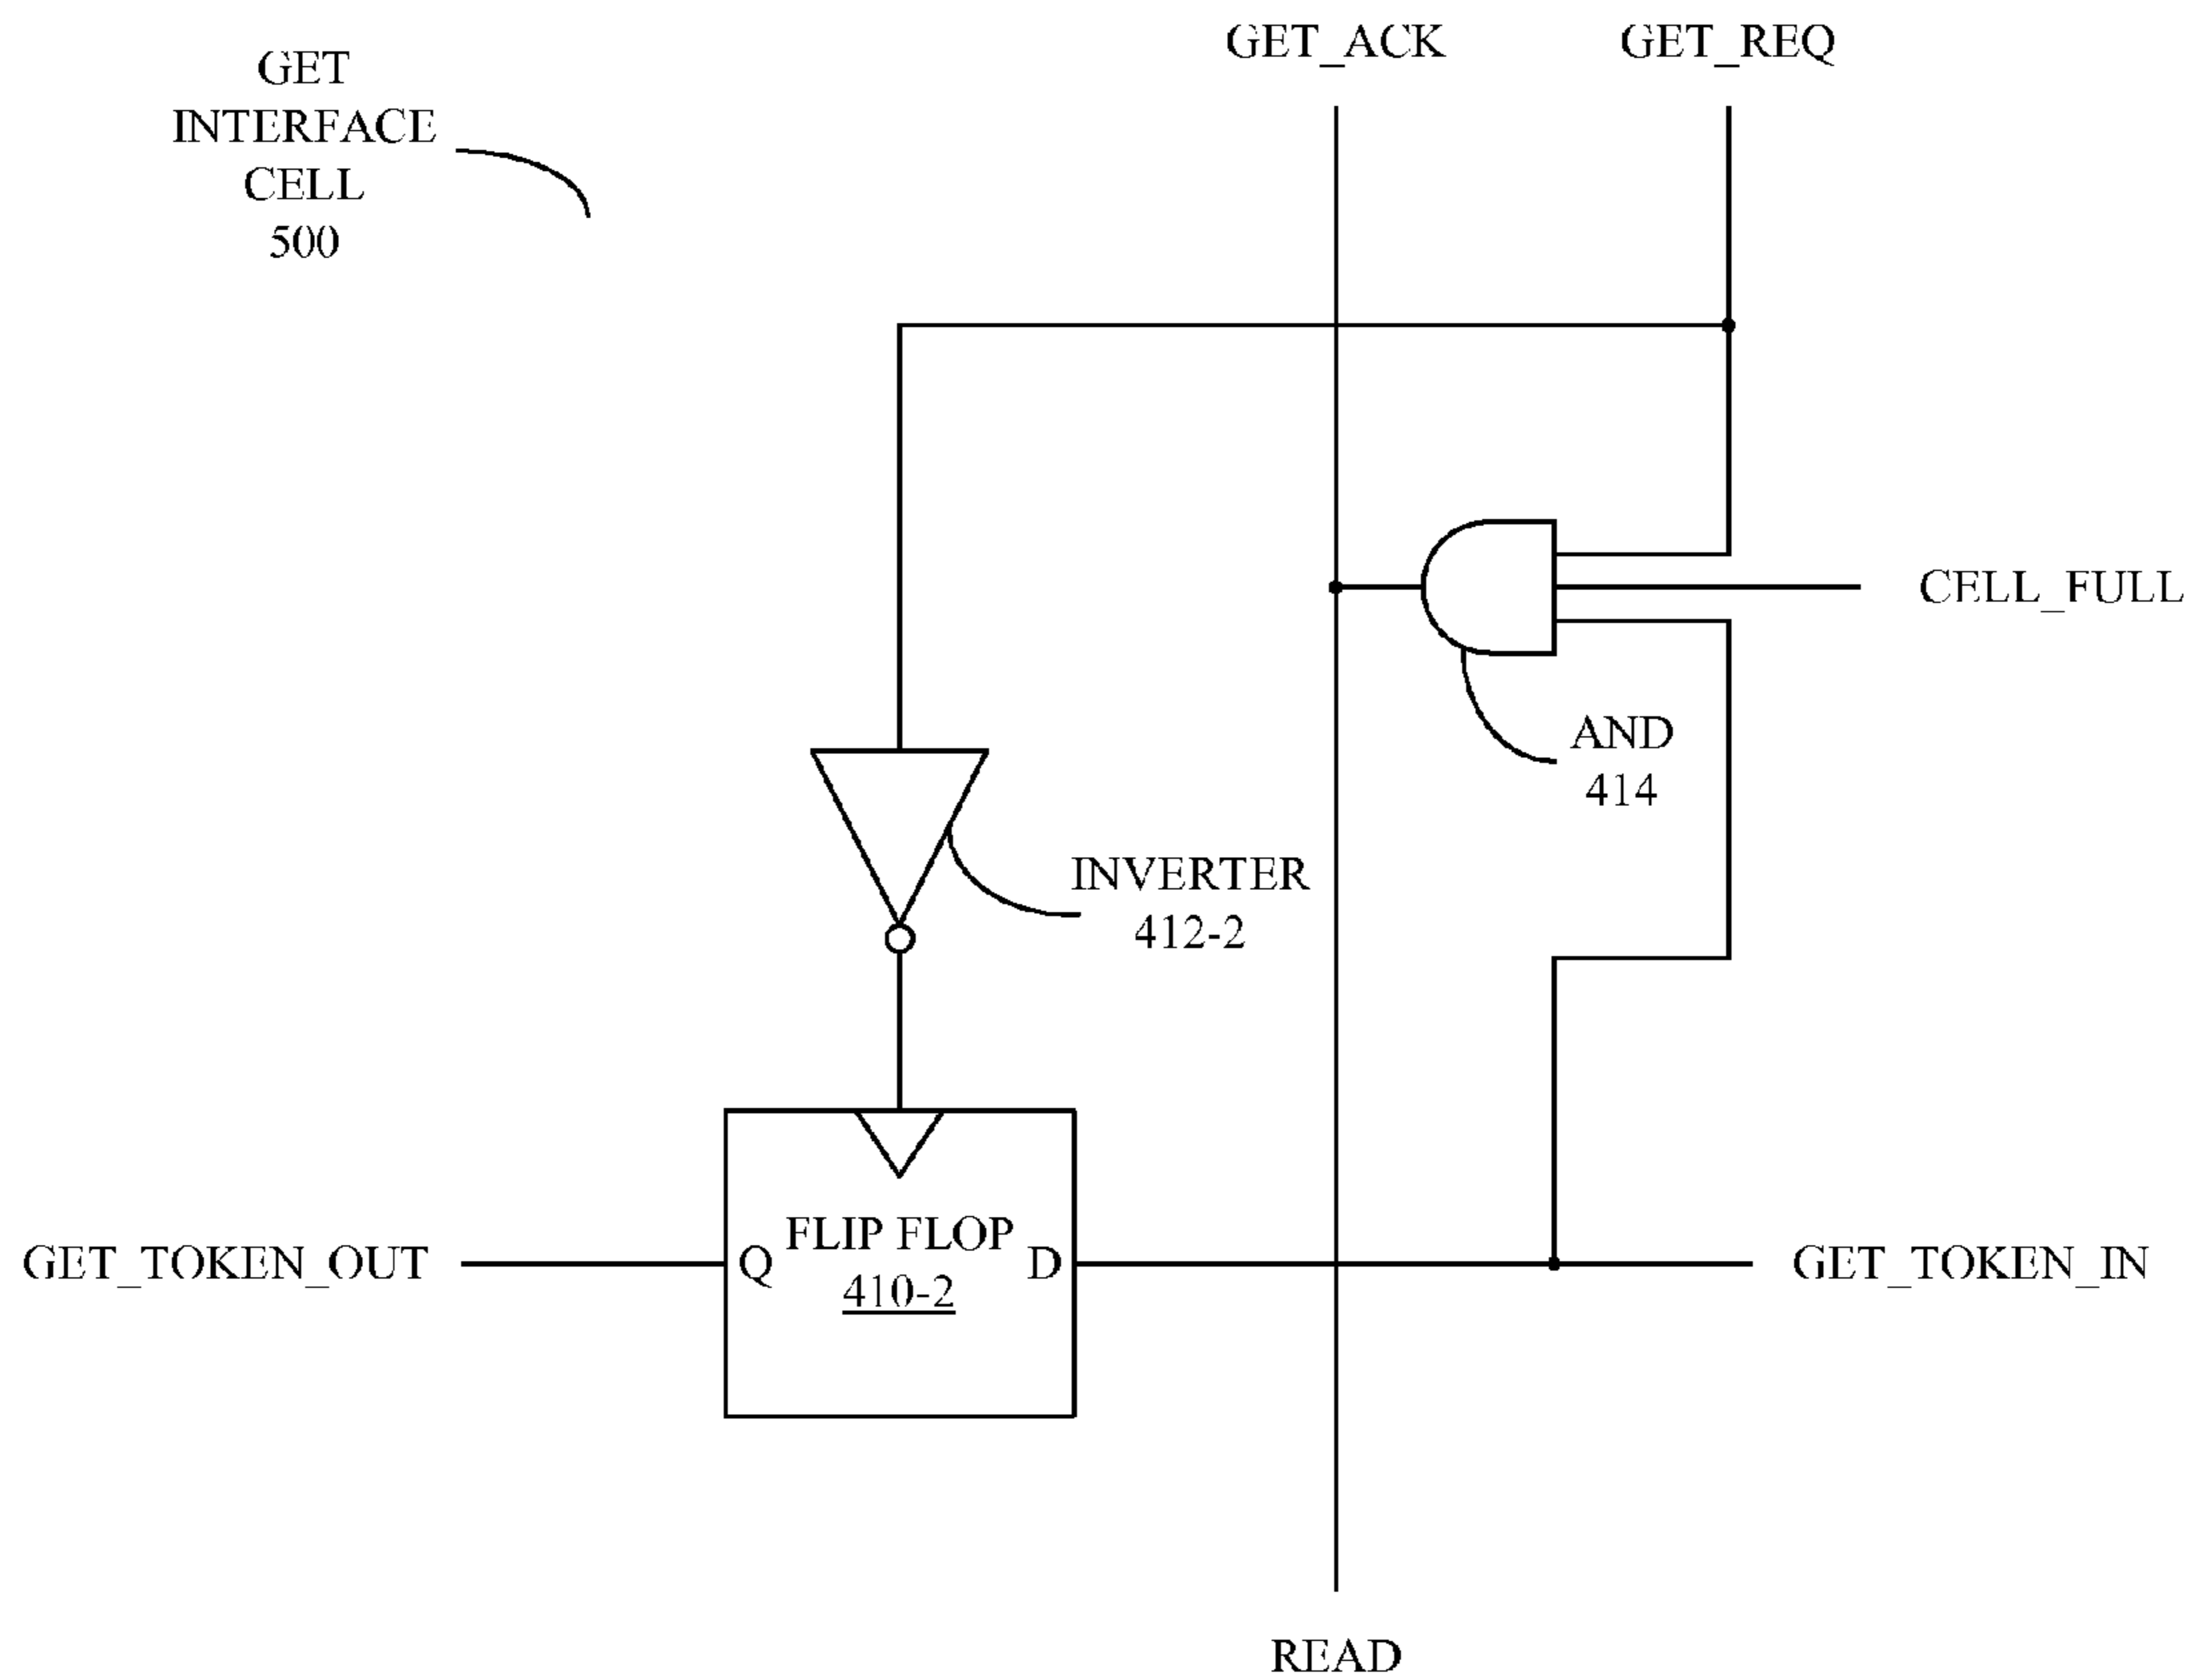 GET_ACK
GET_REQ
GET
INTERFACE
CELL
500
CELL_FULL
AND
414
INVERTER
412-2
GET_TOKEN_OUT
Q
FLIP FLOP
410-2
D
GET_TOKEN_IN
READ